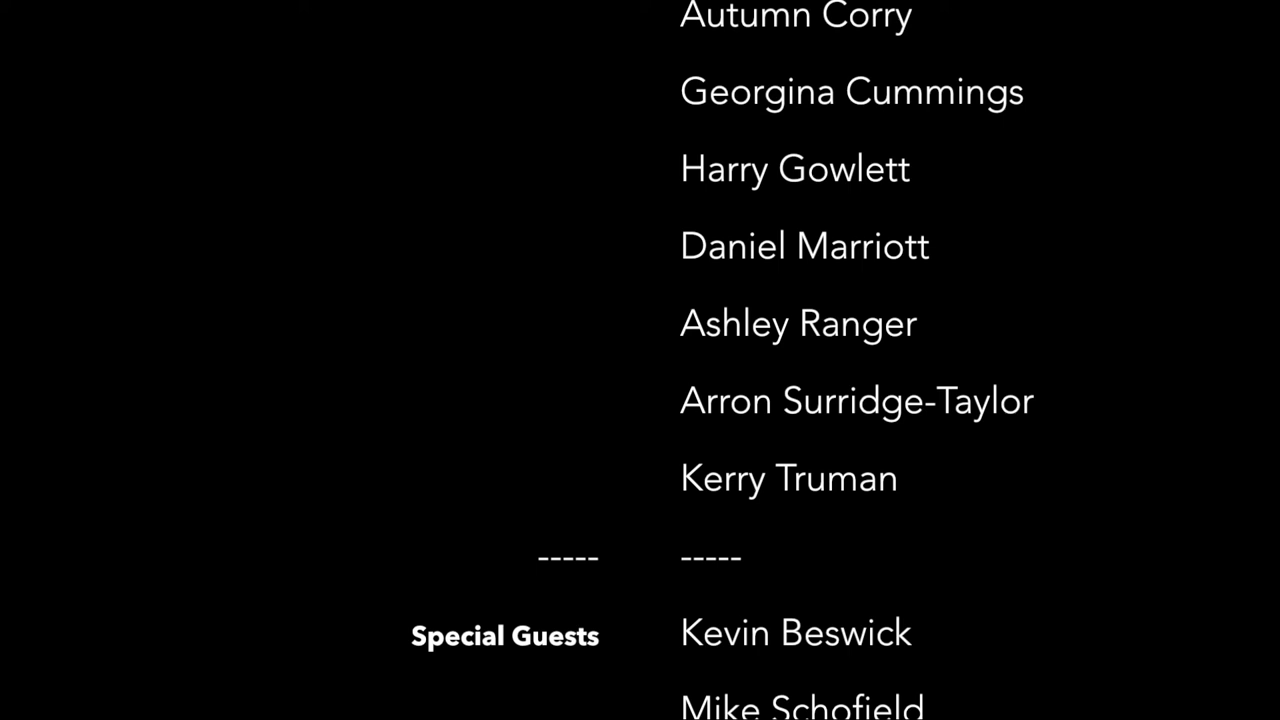 Autumn Corry
Georgina Cummings
Harry Gowlett
Daniel Marriott
Ashley Ranger
Arron Surridge-Taylor
Kerry Truman
----- -----
Special Guests Kevin Beswick
Mike Schofield